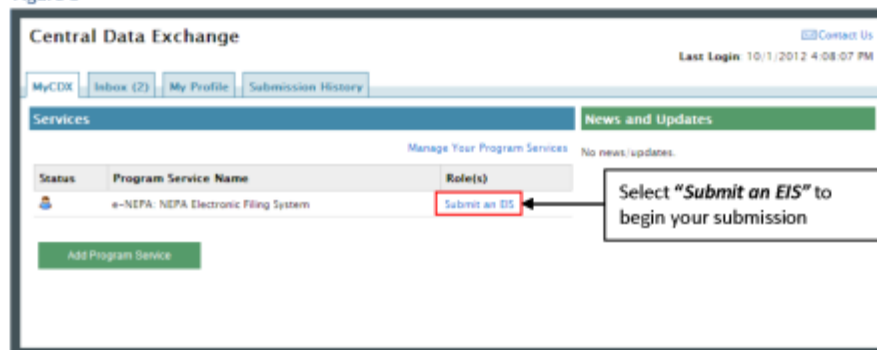 Central Data Exchange
Contact Us
Last Login: 10/1/2012 4:08:07 PM
MyCDX
Inbox (2)
My Profile
Submission History
Services
News and Updates
Manage Your Program Services
No news/updates.
Status Program Service Name Role(s)
e-NEPA: NEPA Electronic Filing System Submit an EIS
Select "Submit an EIS" to
begin your submission
Add Program Service